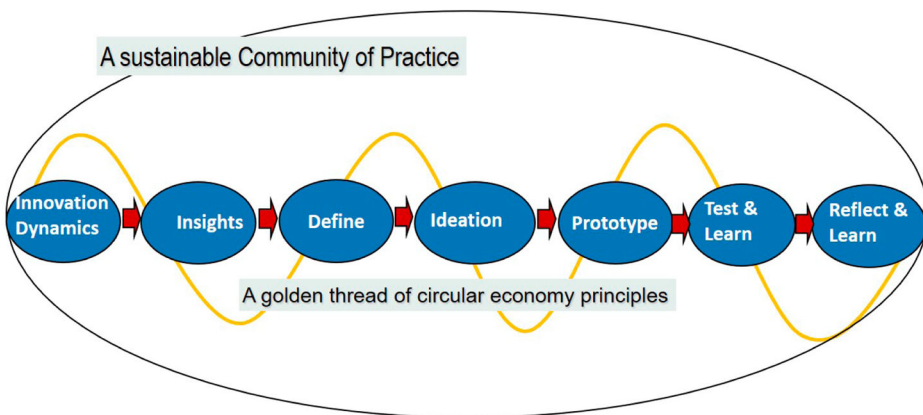 A sustainable Community of Practice
Innovation
Dynamics
Insights
Define
Ideation
Prototype
Test &
Learn
Reflect &
Learn
A golden thread of circular economy principles